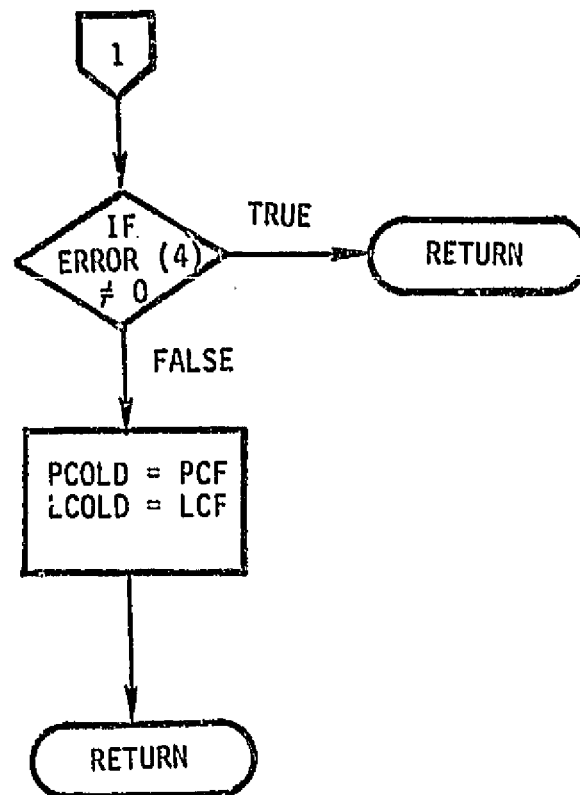 1
IF
ERROR (4)
≠ 0
TRUE
RETURN
FALSE
PCOLD = PCF
LCOLD = LCF
RETURN